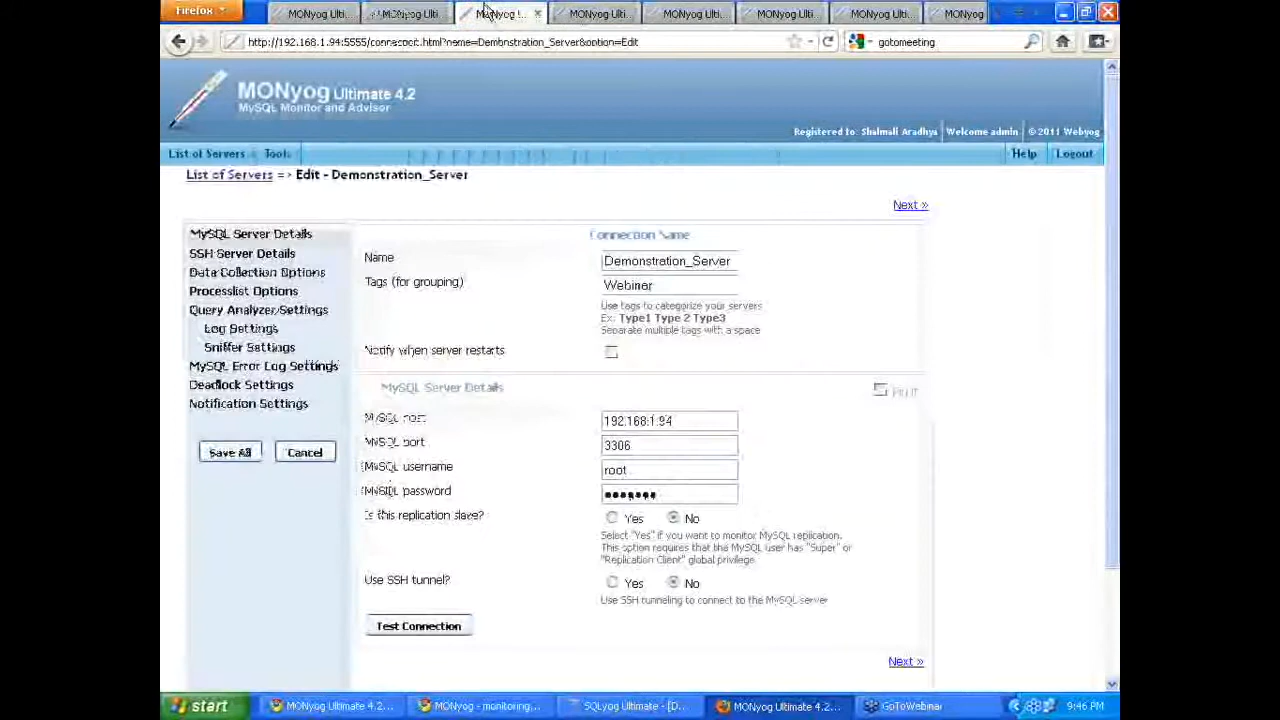 Firefox
MONyog Ulti
MONyog Ulti
MONyog U..
MONyog Ulti
MONyog Ulti.
MONyog Ulti
MONyog Ulti
MONyog
Demonstration_Server&option=Edit
gotomeeting
MONyog Ultimate 4.2
MySQL Monitor and Advisor
Registered to: Shalmali Aradhya Welcome admin © 2011 Webyog
List of Servers Tools Help Logout
List of Servers => Edit - Demonstration_Server
Next »
MySQL Server Details
SSH Server Details
Data Collection Options
Processlist Options
Query Analyzer Settings
Log Settings
Sniffer Settings
MySQL Error Log Settings
Deadlock Settings
Notification Settings
Save All Cancel
Connection Name
Name Demonstration_Server
Tags (for grouping) Webinar
Use tags to categorize your servers
Ex: Type1 Type 2 Type3
Separate multiple tags with a space
Notify when server restarts
MySQL Server Details
MySQL host 192.168.1.94
MySQL port 3306
MySQL username root
MySQL password •••••••
Is this replication slave? Yes No
Select "Yes" if you want to monitor MySQL replication.
This option requires that the MySQL user has "Super" or
"Replication Client" global privilege
Use SSH tunnel? Yes No
Use SSH tunneling to connect to the MySQL server
Test Connection
Next »
start
MONyog Ultimate 4.2...
MONyog - monitoring...
SQLyog Ultimate - [D...
MONyog Ultimate 4.2...
GoToWebinar
9:46 PM